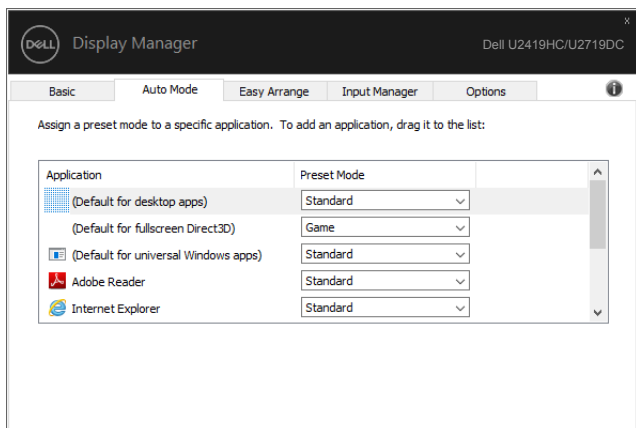 x
DELL Display Manager Dell U2419HC/U2719DC
Basic Auto Mode Easy Arrange Input Manager Options i
Assign a preset mode to a specific application. To add an application, drag it to the list:
Application Preset Mode
(Default for desktop apps) Standard
(Default for fullscreen Direct3D) Game
(Default for universal Windows apps) Standard
Adobe Reader Standard
Internet Explorer Standard